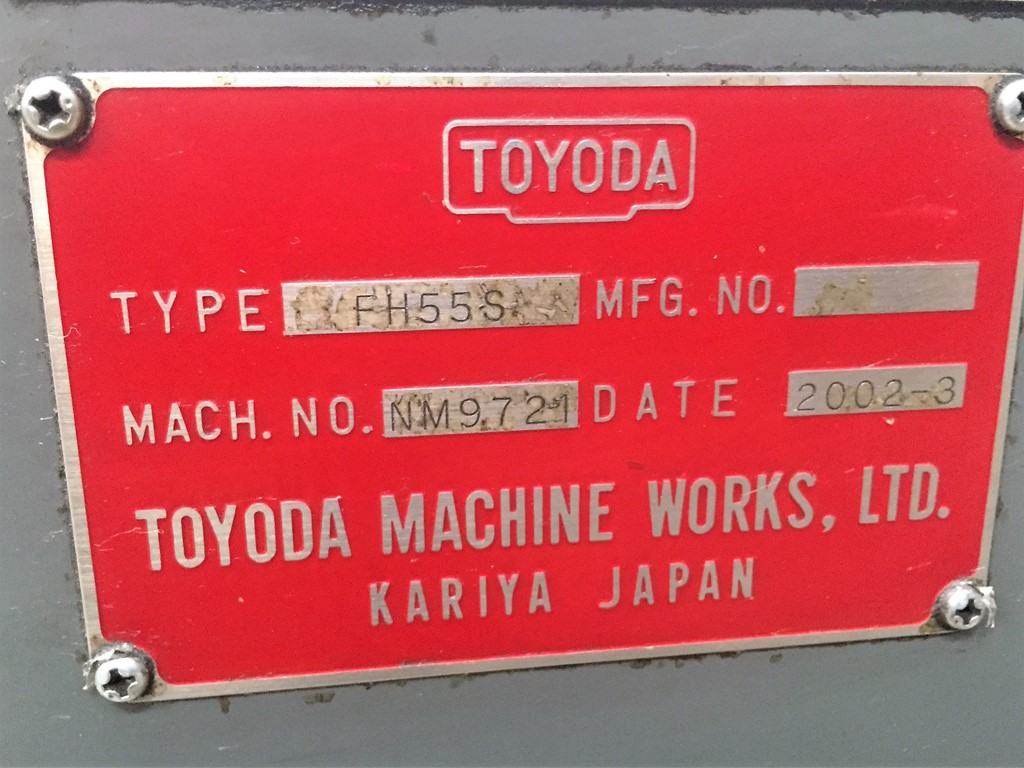 TOYODA
TYPE FH55S MFG. NO.
MACH. NO. NM9721 DATE 2002-3
TOYODA MACHINE WORKS, LTD.
KARIYA JAPAN